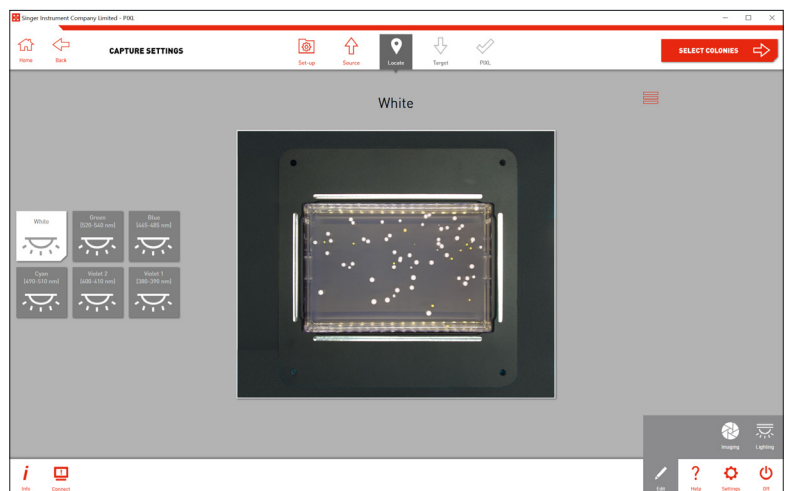 Singer Instrument Company Limited - PIXL
Home
Back
CAPTURE SETTINGS
Set-up
Source
Locate
Target
PIXL
SELECT COLONIES
White
White
Green
(520-540 nm)
Blue
(465-485 nm)
Cyan
(490-510 nm)
Violet 2
(400-410 nm)
Violet 1
(380-390 nm)
Imaging
Lighting
Info
Connect
Edit
Help
Settings
Off